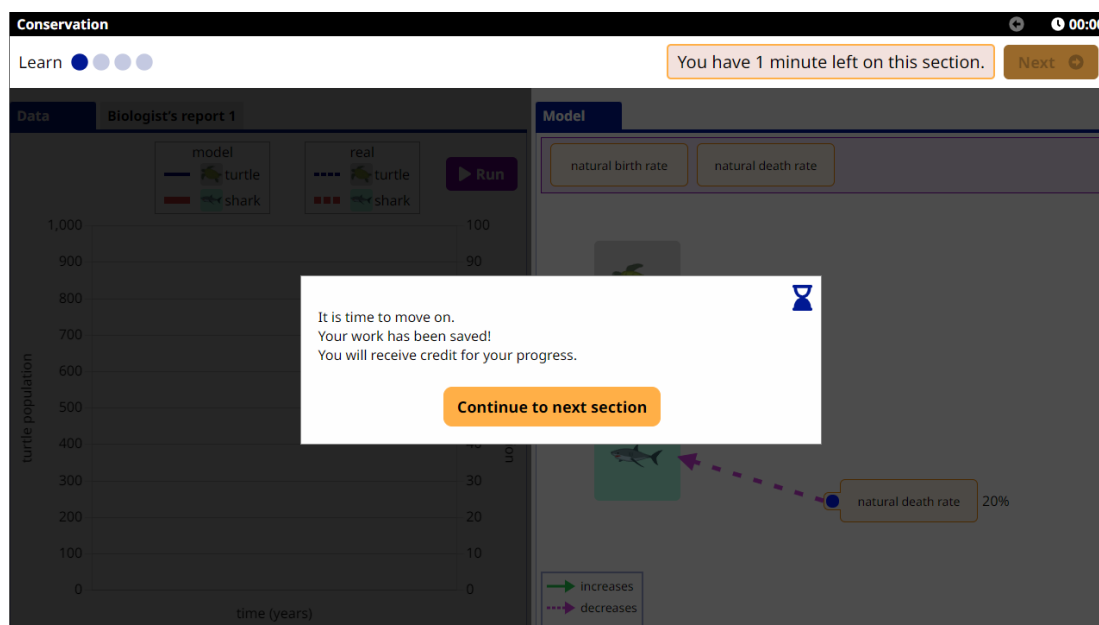 Conservation
00:00
Learn
You have 1 minute left on this section.
Next
Data
Biologist's report 1
Model
model
real
turtle
turtle
shark
shark
Run
natural birth rate
natural death rate
1,000
900
800
700
600
500
400
300
200
100
0
turtle population
100
90
30
20
10
0
time (years)
It is time to move on.
Your work has been saved!
You will receive credit for your progress.
Continue to next section
natural death rate
20%
increases
decreases